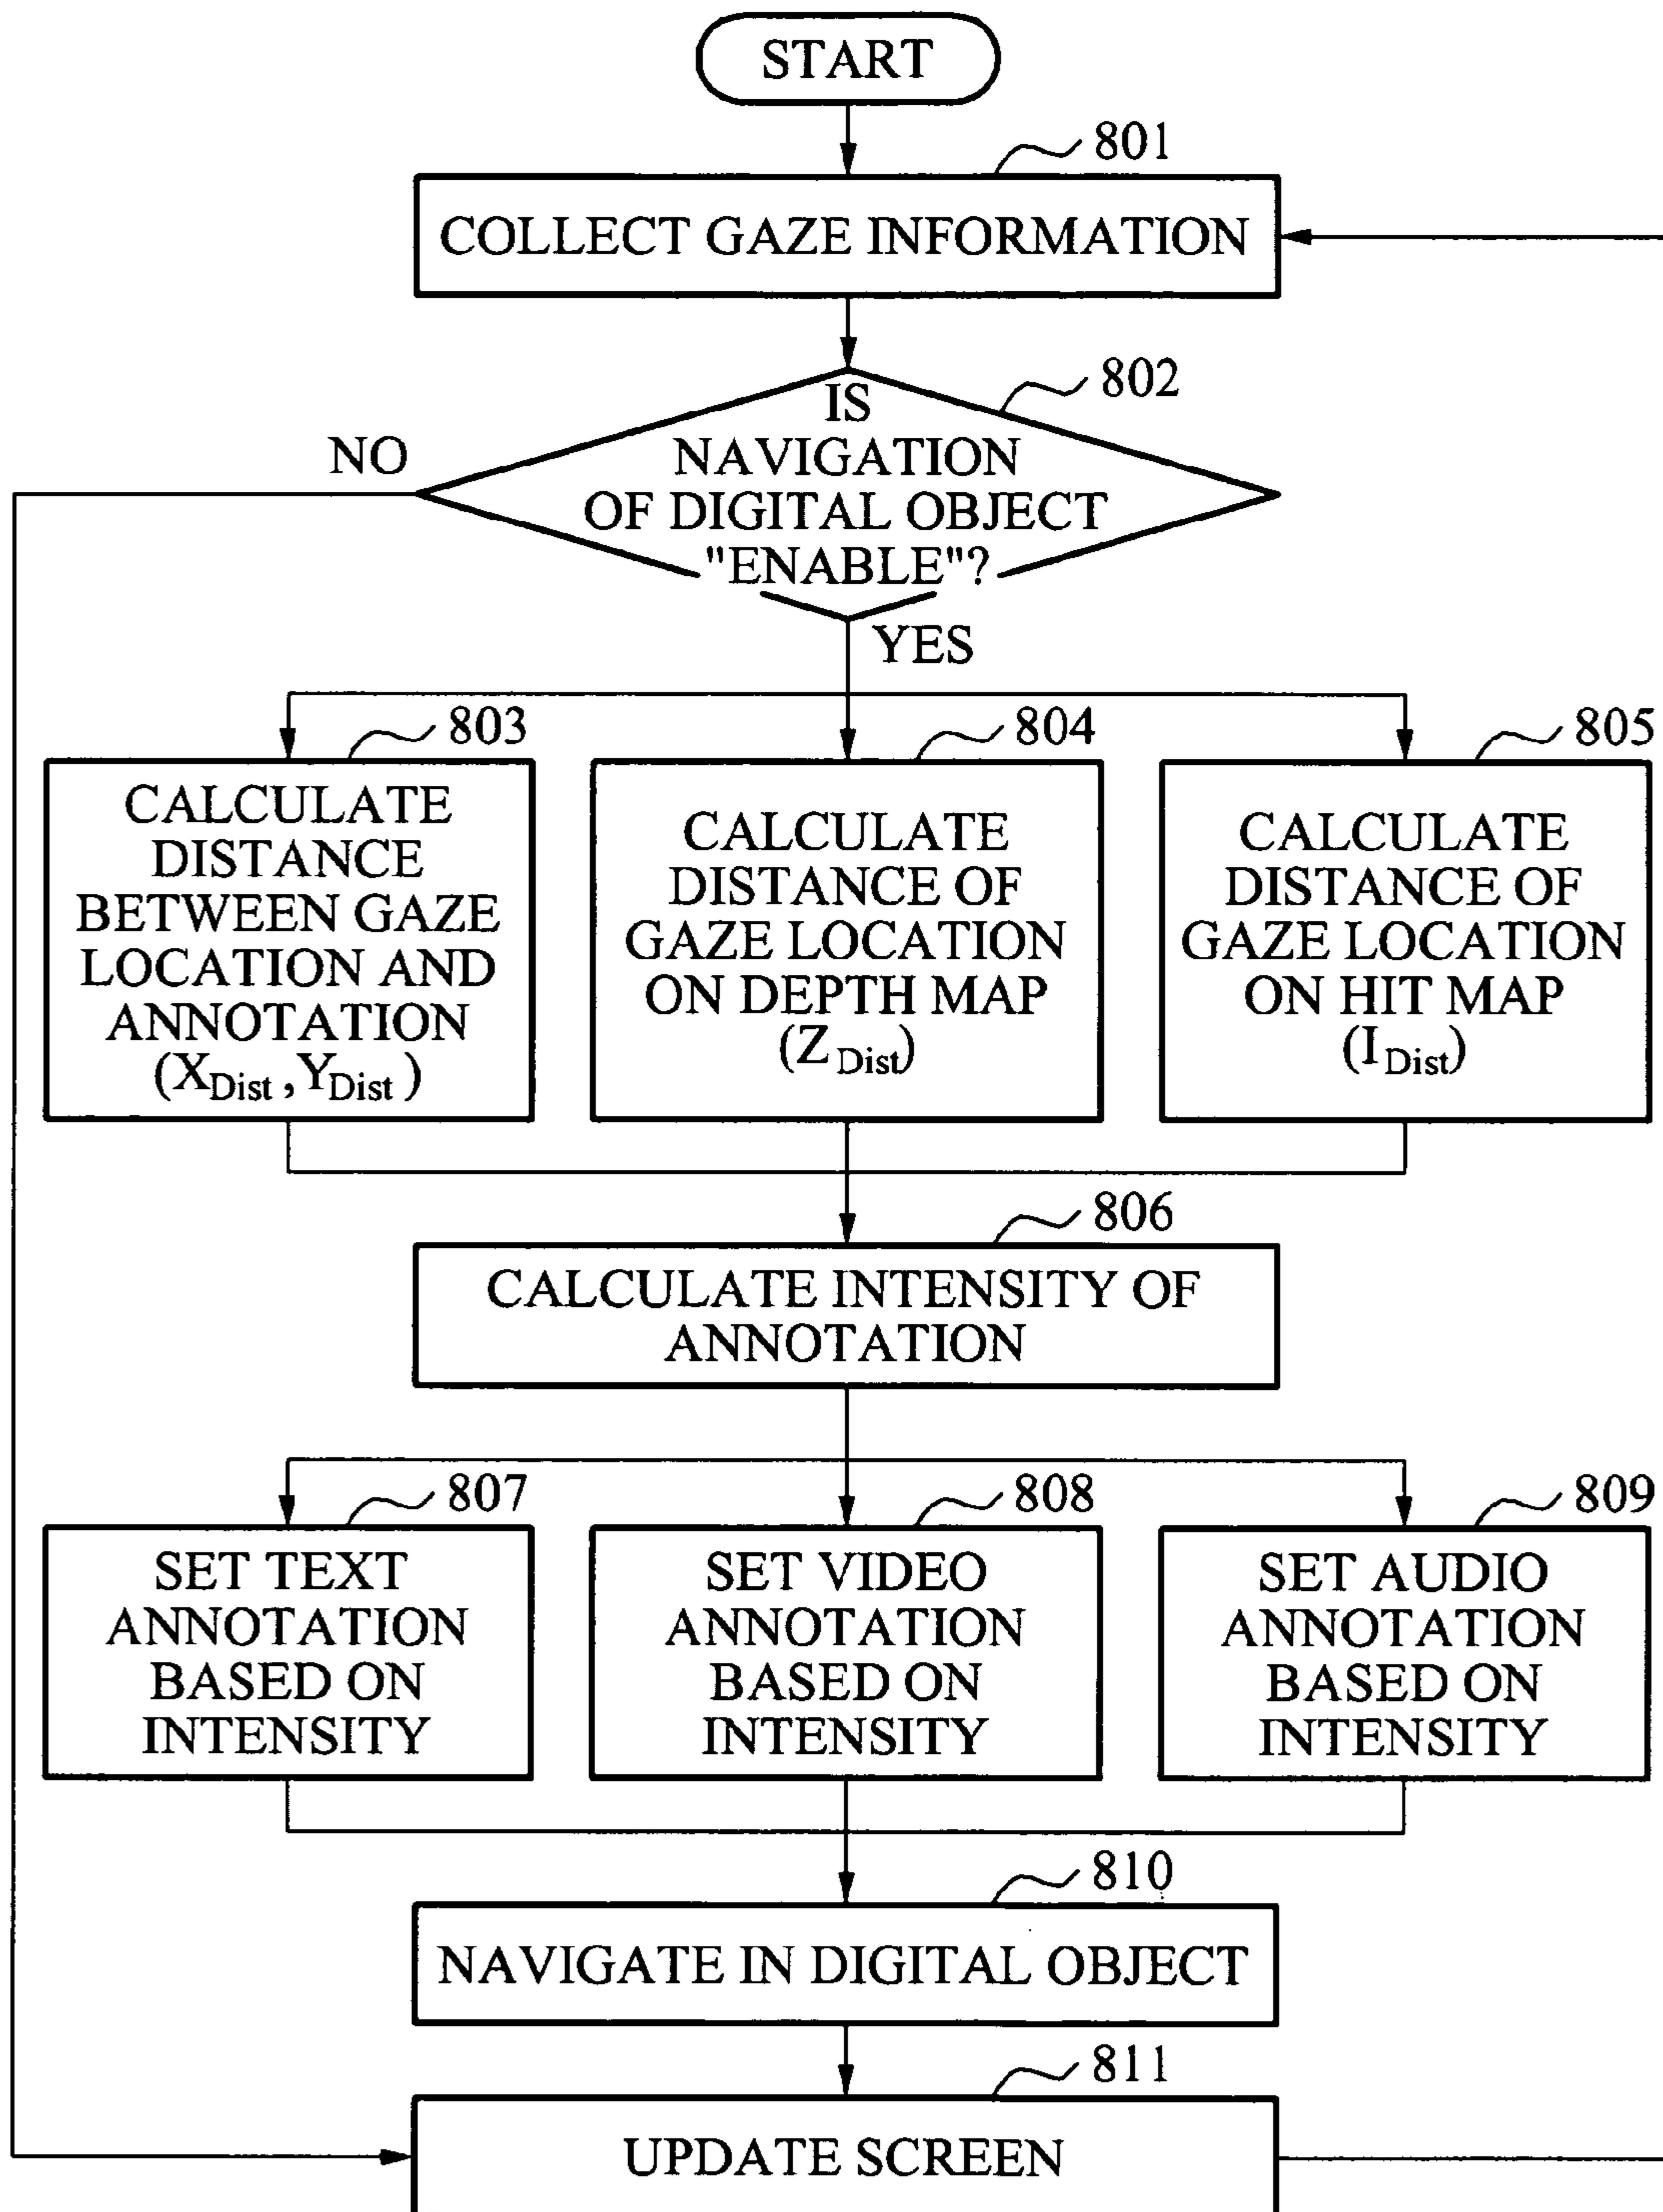 START
801
COLLECT GAZE INFORMATION
802
IS
NO
NAVIGATION
OF DIGITAL OBJECT
"ENABLE"?
YES
803
CALCULATE
DISTANCE
BETWEEN GAZE
LOCATION AND
ANNOTATION
(XDist, YDist)
804
CALCULATE
DISTANCE OF
GAZE LOCATION
ON DEPTH MAP
(ZDist)
805
CALCULATE
DISTANCE OF
GAZE LOCATION
ON HIT MAP
(IDist)
806
CALCULATE INTENSITY OF
ANNOTATION
807
SET TEXT
ANNOTATION
BASED ON
INTENSITY
808
SET VIDEO
ANNOTATION
BASED ON
INTENSITY
809
SET AUDIO
ANNOTATION
BASED ON
INTENSITY
810
NAVIGATE IN DIGITAL OBJECT
811
UPDATE SCREEN